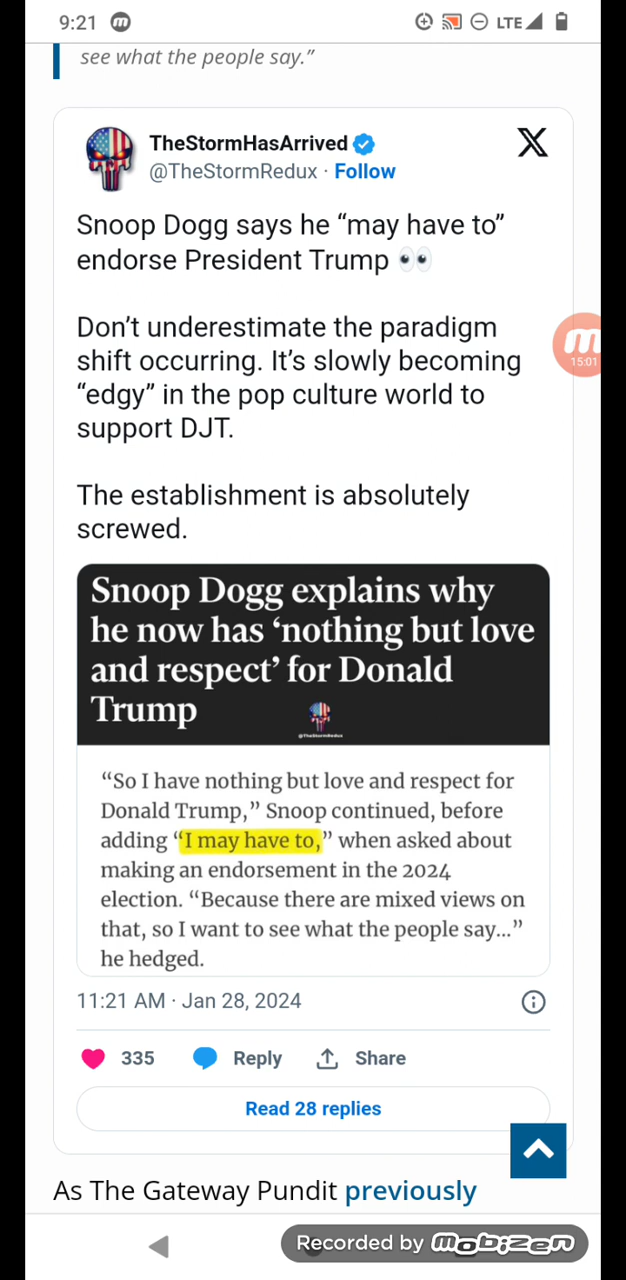 9:21
LTE
see what the people say.”
TheStormHasArrived
@TheStormRedux · Follow
Snoop Dogg says he “may have to”
endorse President Trump 👀
Don’t underestimate the paradigm
shift occurring. It’s slowly becoming
“edgy” in the pop culture world to
support DJT.
The establishment is absolutely
screwed.
15:01
Snoop Dogg explains why
he now has ‘nothing but love
and respect’ for Donald
Trump
@TheStormRedux
“So I have nothing but love and respect for
Donald Trump,” Snoop continued, before
adding “I may have to,” when asked about
making an endorsement in the 2024
election. “Because there are mixed views on
that, so I want to see what the people say...”
he hedged.
11:21 AM · Jan 28, 2024
335 Reply Share
Read 28 replies
As The Gateway Pundit previously
Recorded by Mobizen